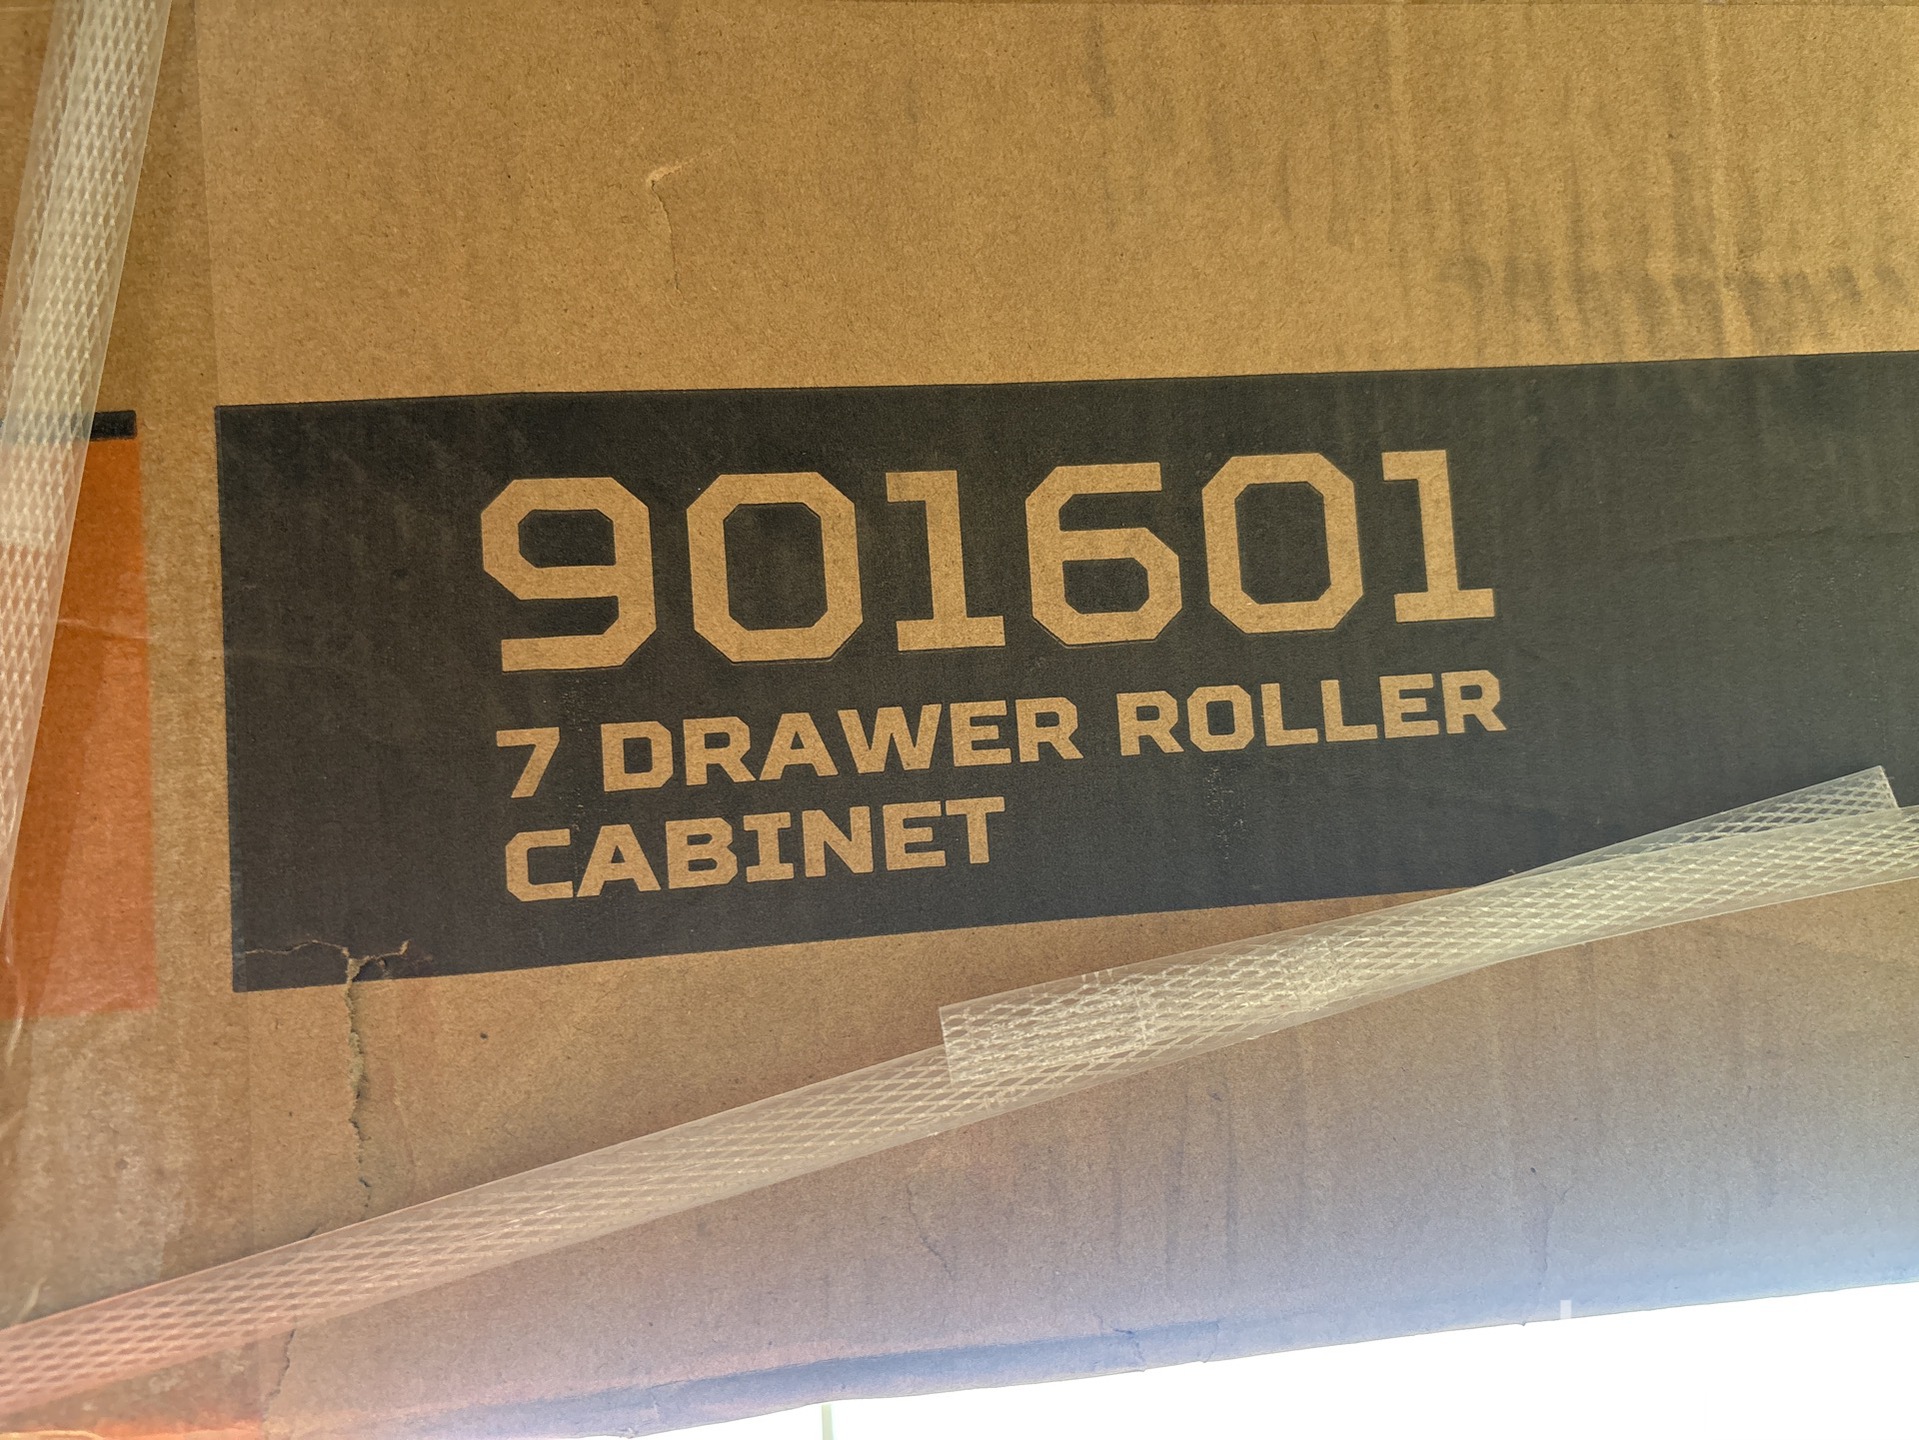 901601
7 DRAWER ROLLER
CABINET